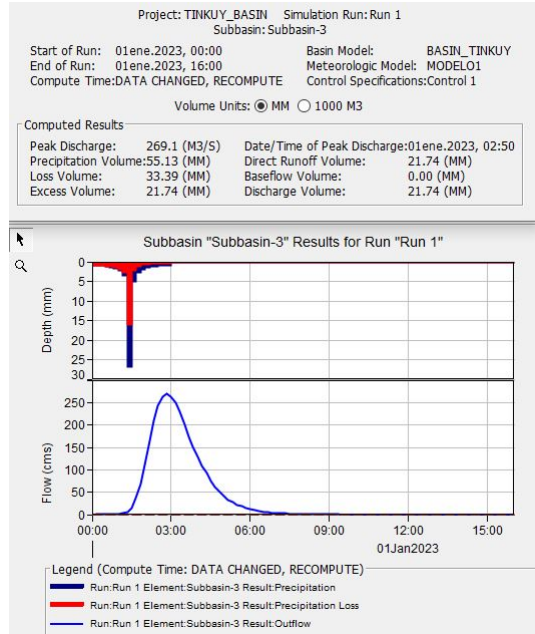 Project: TINKUY_BASIN Simulation Run: Run 1
Subbasin: Subbasin-3
Start of Run: 01ene.2023, 00:00 Basin Model: BASIN_TINKUY
End of Run: 01ene.2023, 16:00 Meteorologic Model: MODELO1
Compute Time:DATA CHANGED, RECOMPUTE Control Specifications:Control 1
Volume Units: MM 1000 M3
Computed Results
Peak Discharge: 269.1 (M3/S) Date/Time of Peak Discharge:01ene.2023, 02:50
Precipitation Volume:55.13 (MM) Direct Runoff Volume: 21.74 (MM)
Loss Volume: 33.39 (MM) Baseflow Volume: 0.00 (MM)
Excess Volume: 21.74 (MM) Discharge Volume: 21.74 (MM)
Subbasin "Subbasin-3" Results for Run "Run 1"
Depth (mm)
0
5
10
15
20
25
30
Flow (cms)
250
200
150
100
50
0
00:00 03:00 06:00 09:00 12:00 15:00
01Jan2023
Legend (Compute Time: DATA CHANGED, RECOMPUTE)
Run:Run 1 Element:Subbasin-3 Result:Precipitation
Run:Run 1 Element:Subbasin-3 Result:Precipitation Loss
Run:Run 1 Element:Subbasin-3 Result:Outflow